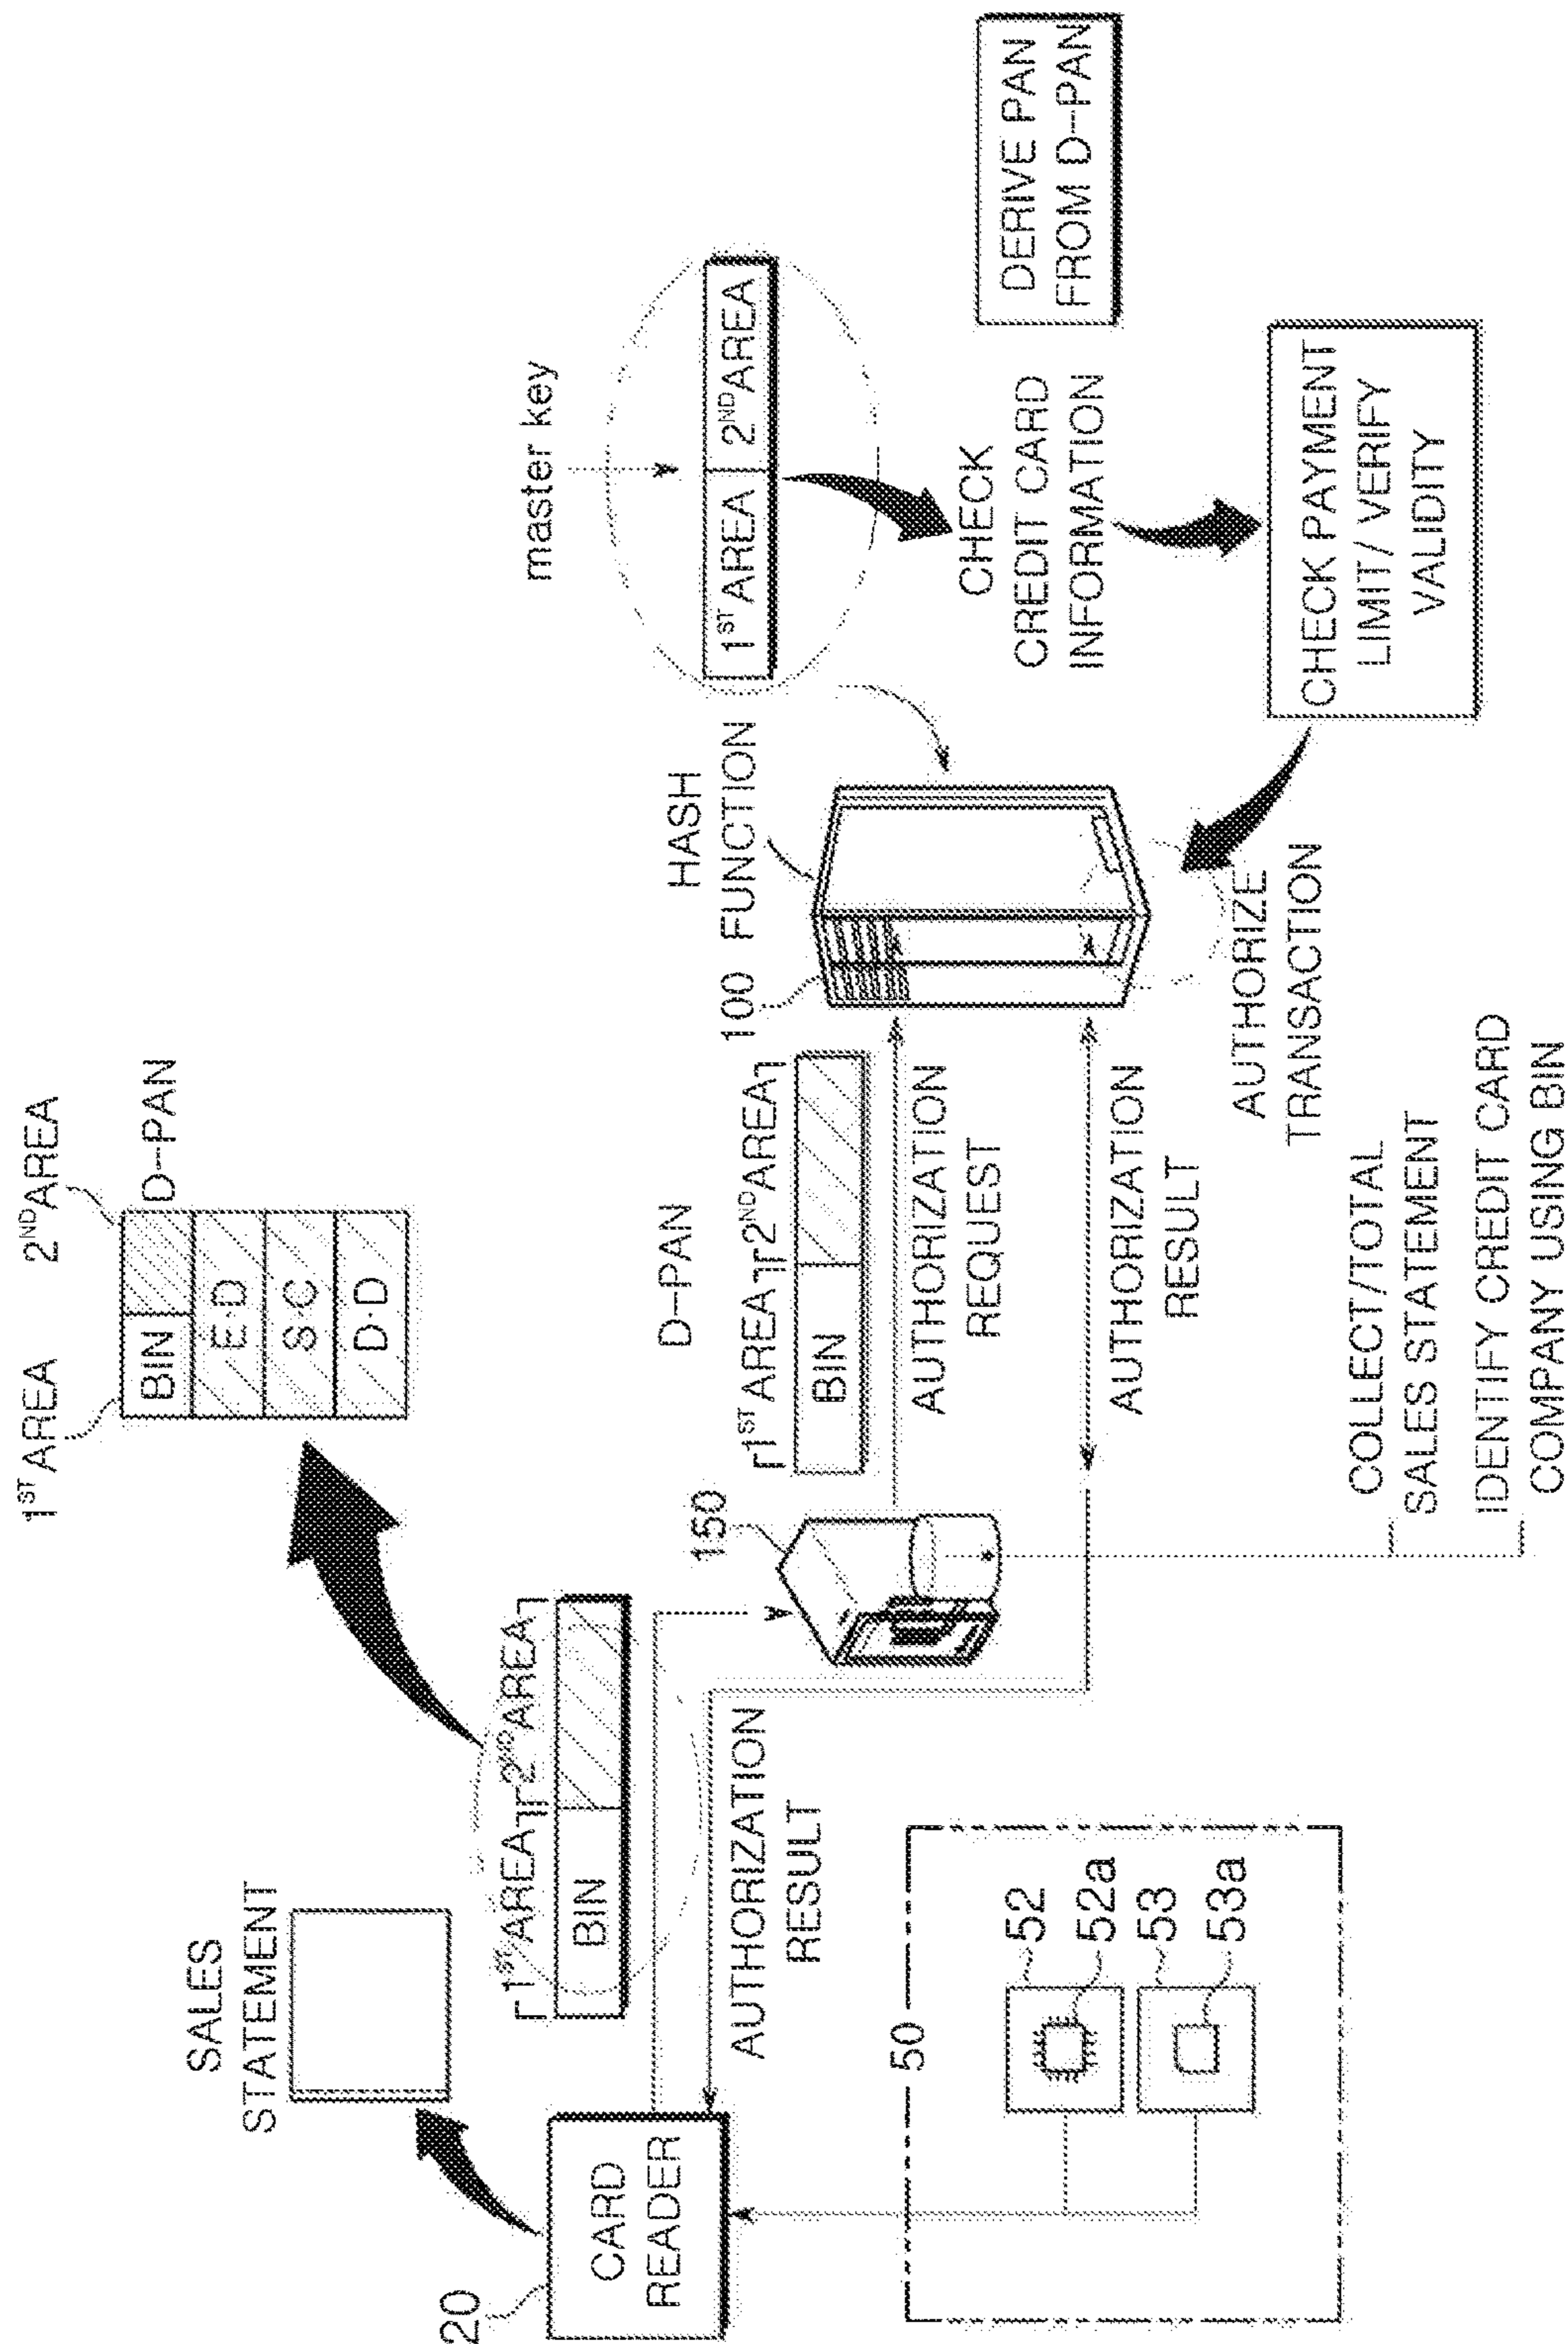 1ST AREA
2ND AREA
BIN
D-PAN
E·D
S·C
D·D
SALES
STATEMENT
1ST AREA 2ND AREA
BIN
20
CARD
READER
AUTHORIZATION
RESULT
50
52
52a
53
53a
150
D-PAN
1ST AREA 2ND AREA
BIN
AUTHORIZATION
REQUEST
AUTHORIZATION
RESULT
COLLECT/TOTAL
SALES STATEMENT
IDENTIFY CREDIT CARD
COMPANY USING BIN
HASH
FUNCTION
100
AUTHORIZE
TRANSACTION
master key
1ST AREA 2ND AREA
CHECK
CREDIT CARD
INFORMATION
DERIVE PAN
FROM D-PAN
CHECK PAYMENT
LIMIT/ VERIFY
VALIDITY